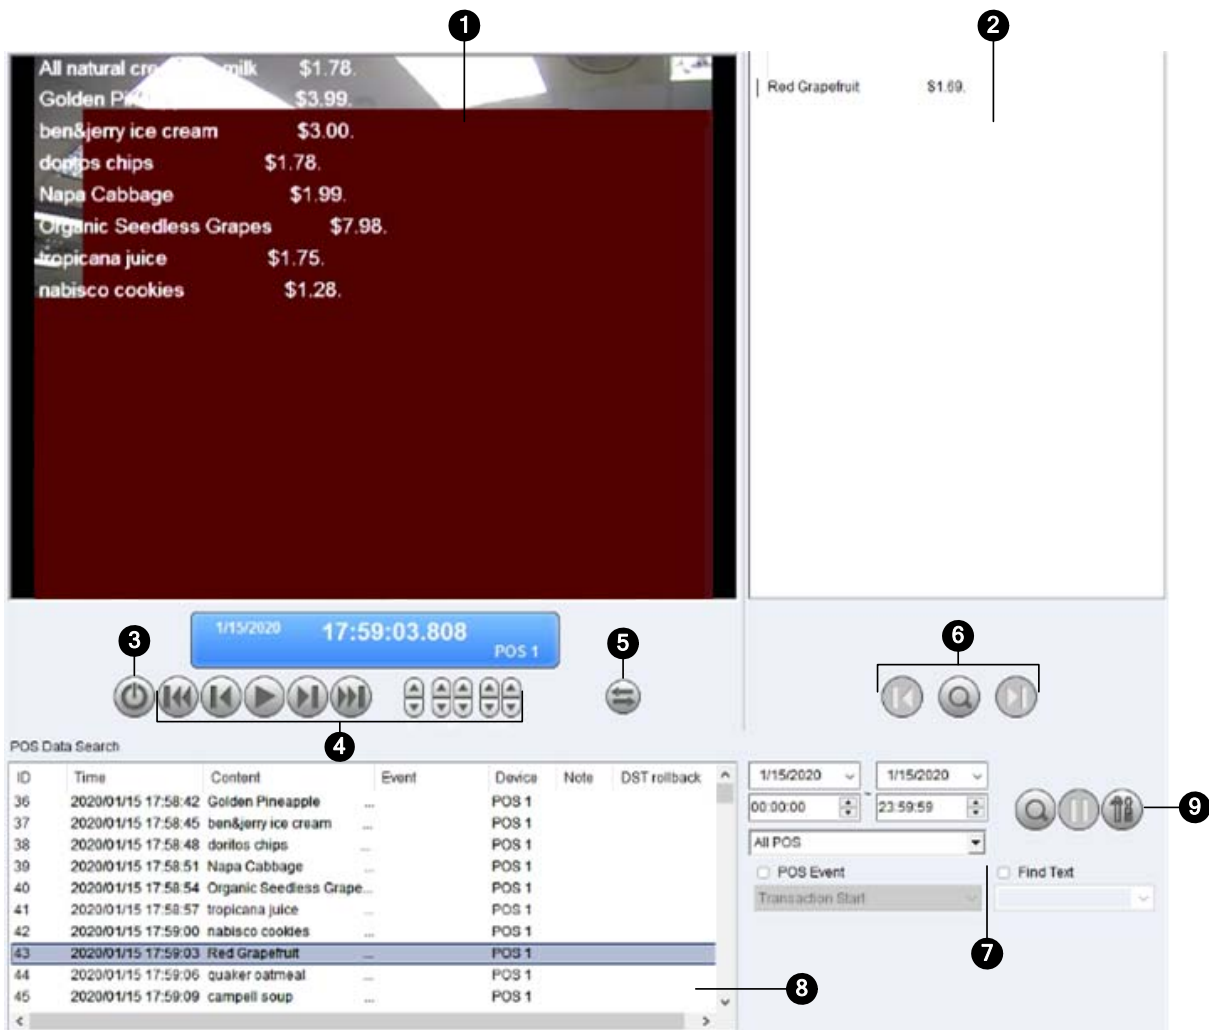 1
2
All natural cre milk $1.78.
Golden Pi $3.99.
ben&jerry ice cream $3.00.
doritos chips $1.78.
Napa Cabbage $1.99.
Organic Seedless Grapes $7.98.
tropicana juice $1.75.
nabisco cookies $1.28.
Red Grapefruit $1.69.
3
1/15/2020 17:59:03.808
POS 1
5
6
4
POS Data Search
ID Time Content Event Device Note DST rollback
36 2020/01/15 17:58:42 Golden Pineapple ... POS 1
37 2020/01/15 17:58:45 ben&jerry ice cream ... POS 1
38 2020/01/15 17:58:48 doritos chips ... POS 1
39 2020/01/15 17:58:51 Napa Cabbage ... POS 1
40 2020/01/15 17:58:54 Organic Seedless Grape... POS 1
41 2020/01/15 17:58:57 tropicana juice ... POS 1
42 2020/01/15 17:59:00 nabisco cookies ... POS 1
43 2020/01/15 17:59:03 Red Grapefruit ... POS 1
44 2020/01/15 17:59:06 quaker oatmeal ... POS 1
45 2020/01/15 17:59:09 campell soup ... POS 1
1/15/2020 ~ 1/15/2020
00:00:00 23:59:59
9
All POS
POS Event Find Text
Transaction Start
7
8